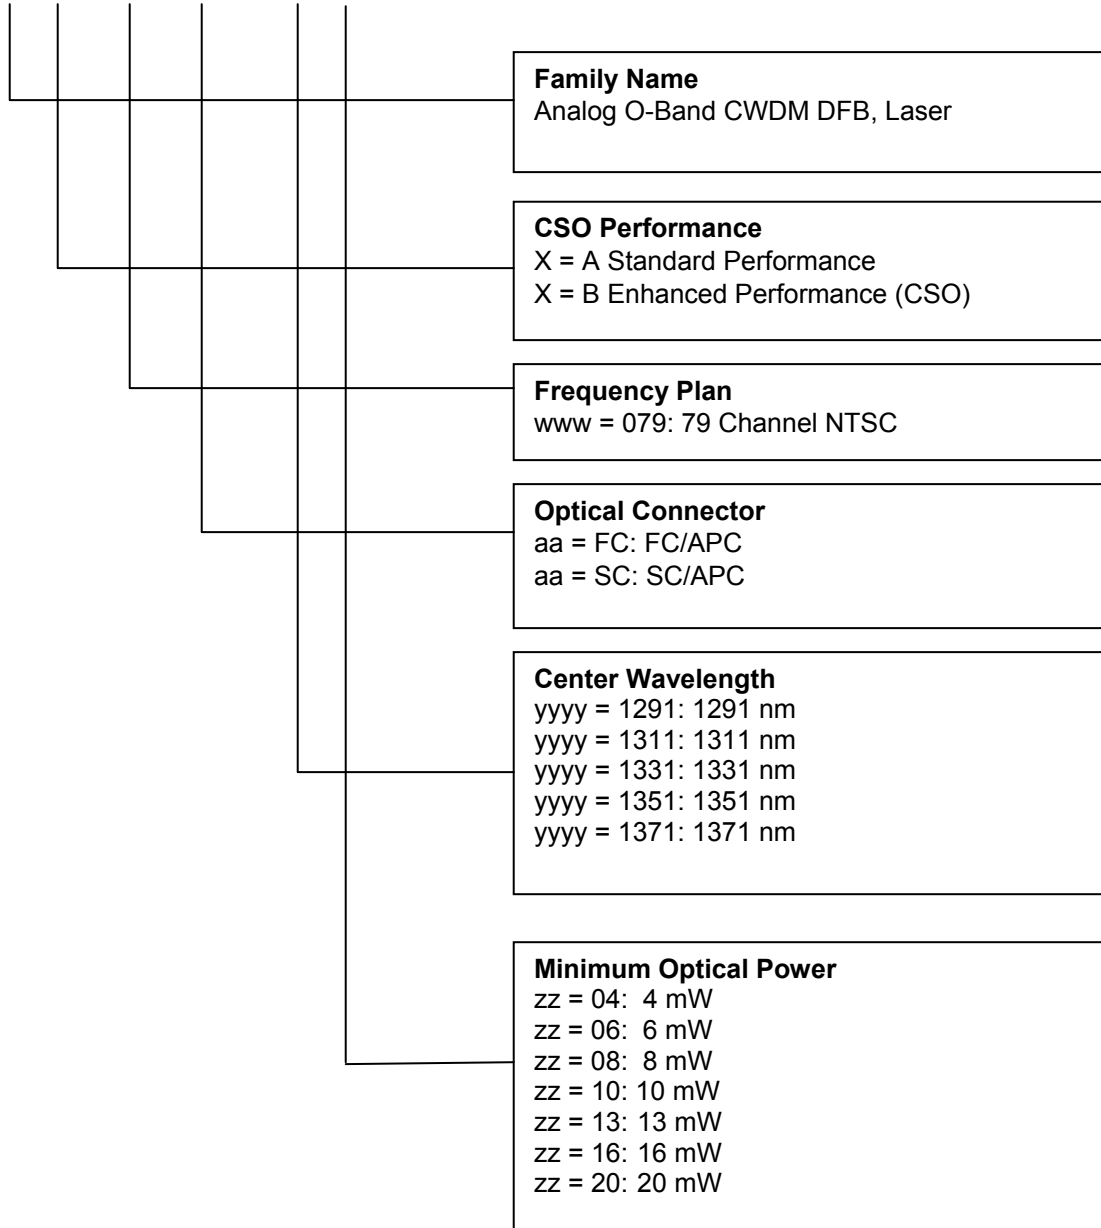 Family Name
Analog O-Band CWDM DFB, Laser
CSO Performance
X = A Standard Performance
X = B Enhanced Performance (CSO)
Frequency Plan
www = 079: 79 Channel NTSC
Optical Connector
aa = FC: FC/APC
aa = SC: SC/APC
Center Wavelength
yyyy = 1291: 1291 nm
yyyy = 1311: 1311 nm
yyyy = 1331: 1331 nm
yyyy = 1351: 1351 nm
yyyy = 1371: 1371 nm
Minimum Optical Power
zz = 04:  4 mW
zz = 06:  6 mW
zz = 08:  8 mW
zz = 10: 10 mW
zz = 13: 13 mW
zz = 16: 16 mW
zz = 20: 20 mW